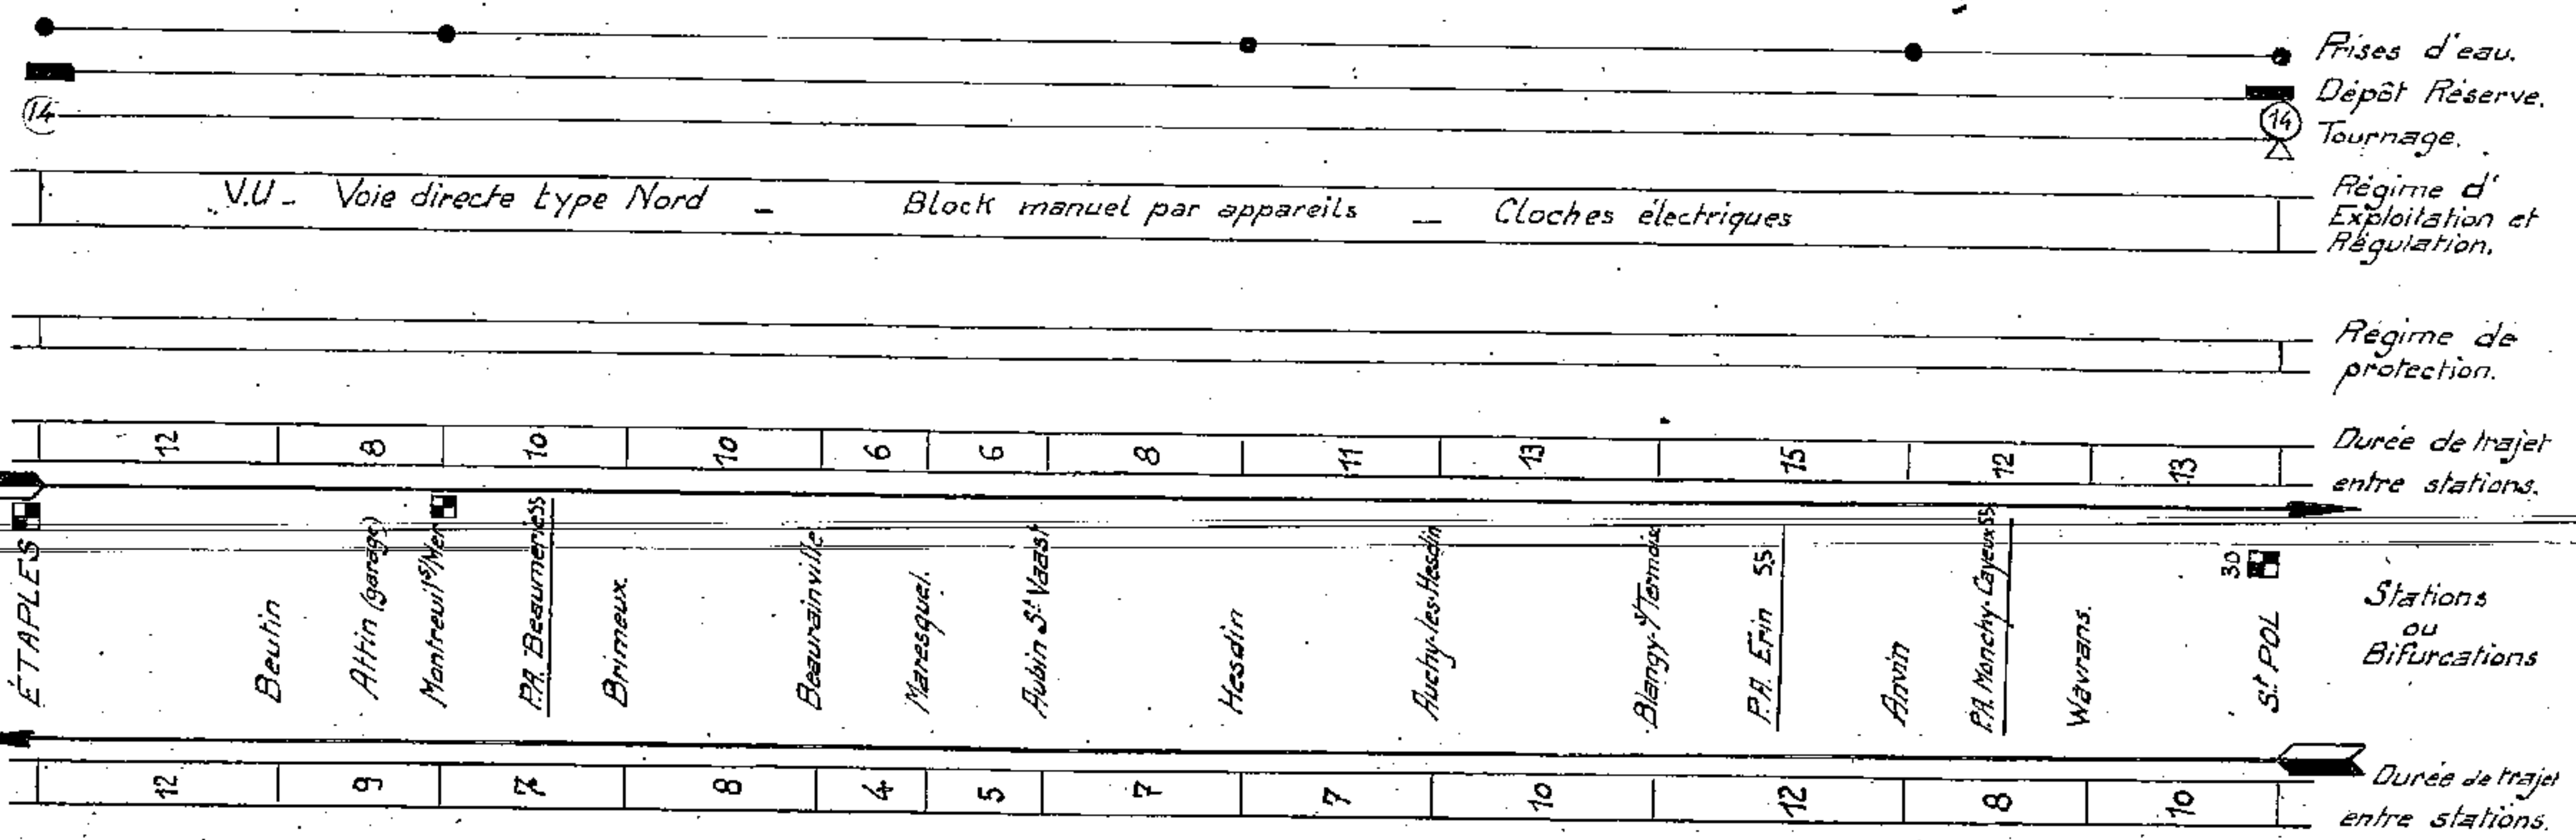 Prises d'eau.
Dépôt Réserve.
14
14
Tournage.
V.U - Voie directe type Nord - Block manuel par appareils - Cloches électriques
Régime d'
Exploitation et
Régulation.
Régime de
protection.
12 8 10 10 6 6 8 11 13 15 12 13
Durée de trajet
entre stations.
ÉTAPLES
Beutin
Attin (garage)
Montreuil s/Mer
P.A. Beaumerie 55
Brimeux.
Beaurainville
Maresquel.
Aubin St Vaast
Hesdin
Auchy-les-Hesdin
Blangy-s/Ternoise
P.A. Erin 55
Anvin
P.A. Monchy-Cayeux 55
Wavrans.
30
St POL
Stations
ou
Bifurcations
12 9 7 8 4 5 7 7 10 12 8 10
Durée de trajet
entre stations.